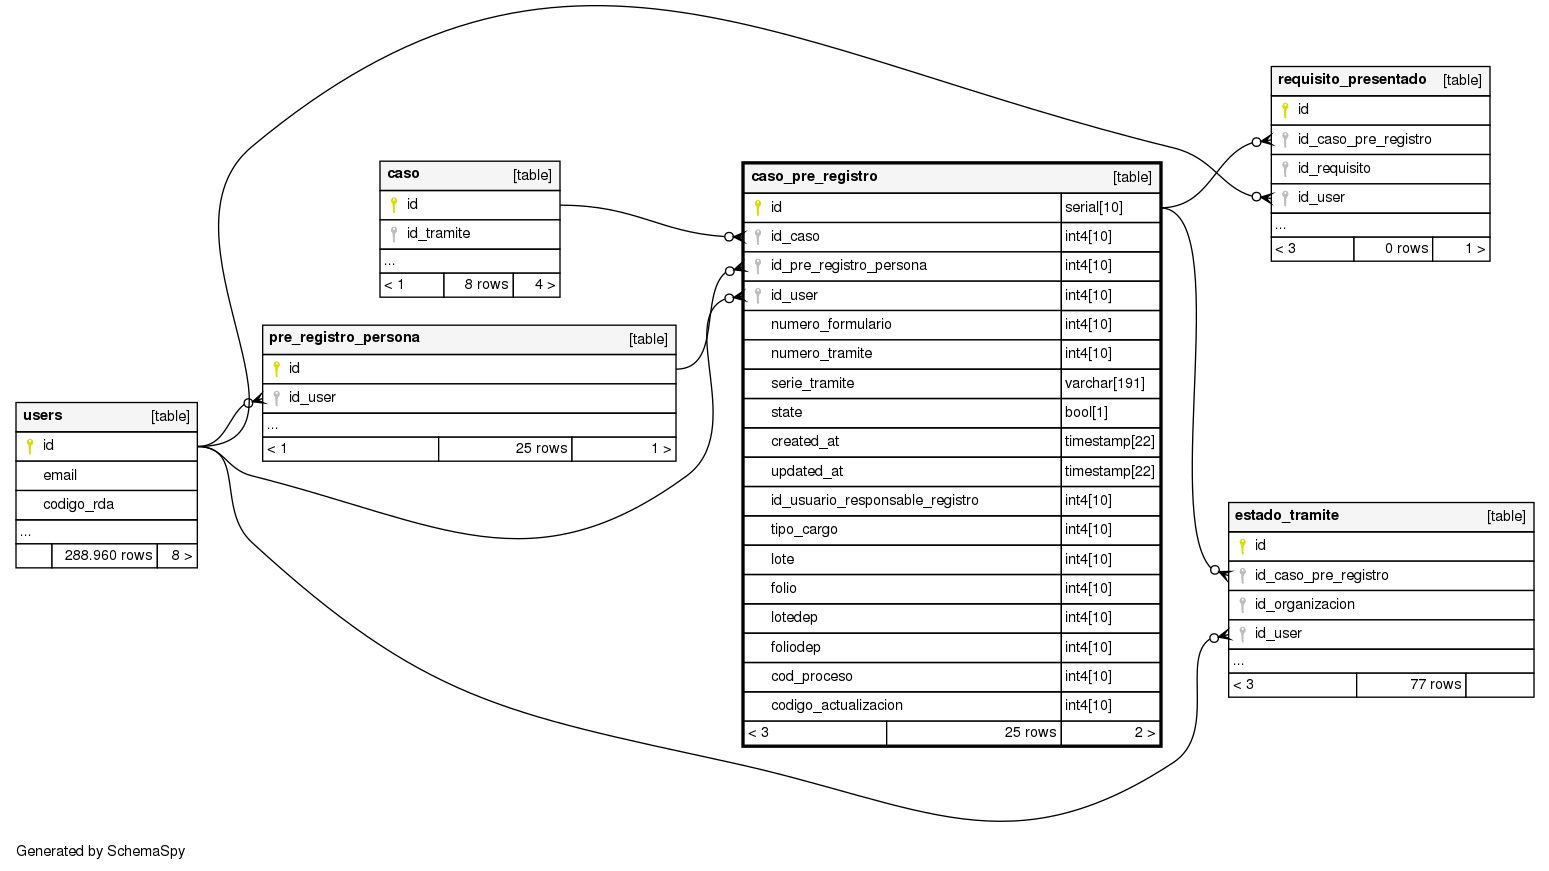 requisito_presentado [table]
id
id_caso_pre_registro
id_requisito
id_user
...
< 3 0 rows 1 >
caso [table]
id
id_tramite
...
< 1 8 rows 4 >
caso_pre_registro [table]
id serial[10]
id_caso int4[10]
id_pre_registro_persona int4[10]
id_user int4[10]
numero_formulario int4[10]
numero_tramite int4[10]
serie_tramite varchar[191]
state bool[1]
created_at timestamp[22]
updated_at timestamp[22]
id_usuario_responsable_registro int4[10]
tipo_cargo int4[10]
lote int4[10]
folio int4[10]
lotedep int4[10]
foliodep int4[10]
cod_proceso int4[10]
codigo_actualizacion int4[10]
< 3 25 rows 2 >
pre_registro_persona [table]
id
id_user
...
< 1 25 rows 1 >
users [table]
id
email
codigo_rda
...
288.960 rows 8 >
estado_tramite [table]
id
id_caso_pre_registro
id_organizacion
id_user
...
< 3 77 rows
Generated by SchemaSpy